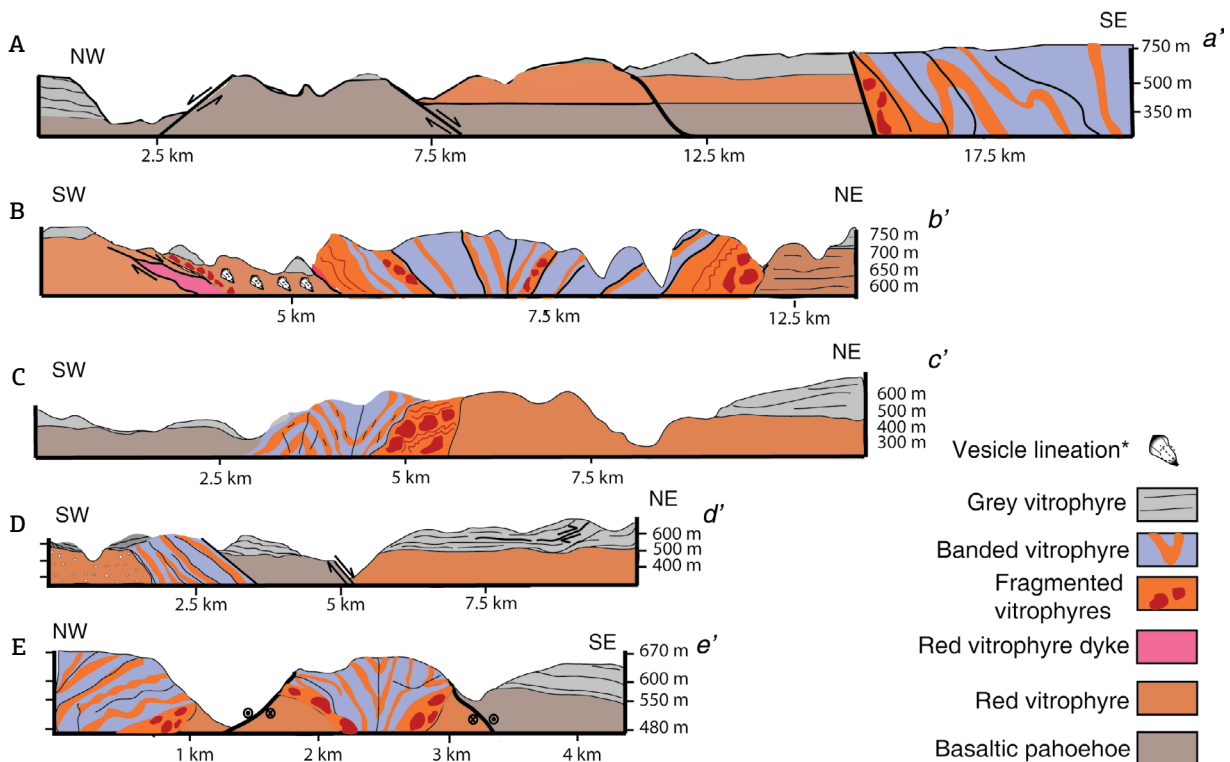 A
NW
SE
a'
750 m
500 m
350 m
2.5 km
7.5 km
12.5 km
17.5 km
B
SW
NE
b'
750 m
700 m
650 m
600 m
5 km
7.5 km
12.5 km
C
SW
NE
c'
600 m
500 m
400 m
300 m
2.5 km
5 km
7.5 km
D
SW
NE
d'
600 m
500 m
400 m
2.5 km
5 km
7.5 km
E
NW
SE
e'
670 m
600 m
550 m
480 m
1 km
2 km
3 km
4 km
Vesicle lineation*
Grey vitrophyre
Banded vitrophyre
Fragmented
vitrophyres
Red vitrophyre dyke
Red vitrophyre
Basaltic pahoehoe